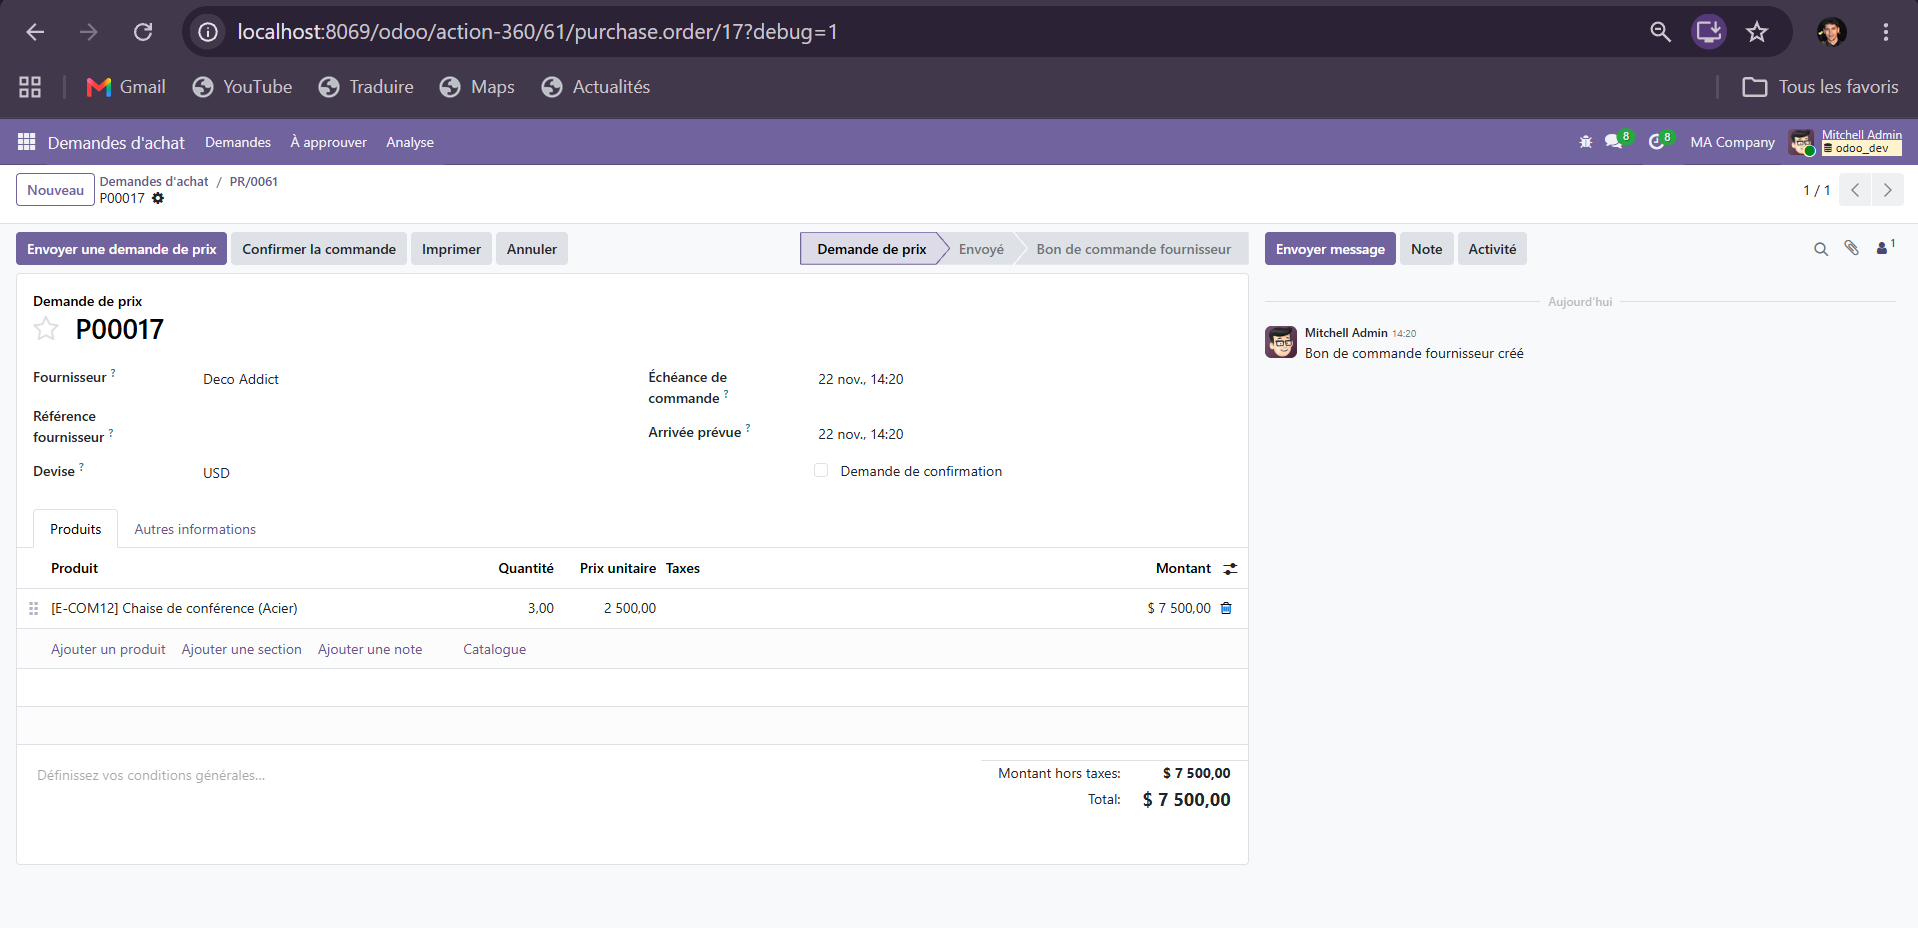 localhost:8069/odoo/action-360/61/purchase.order/17?debug=1
Gmail YouTube Traduire Maps Actualités Tous les favoris
Demandes d'achat Demandes À approuver Analyse 8 8 MA Company Mitchell Admin
odoo_dev
Nouveau Demandes d'achat / PR/0061
P00017 1 / 1
Envoyer une demande de prix Confirmer la commande Imprimer Annuler Demande de prix Envoyé Bon de commande fournisseur Envoyer message Note Activité 1
Demande de prix
P00017
Aujourd'hui
Mitchell Admin 14:20
Bon de commande fournisseur créé
Fournisseur ? Deco Addict
Échéance de commande ? 22 nov., 14:20
Référence fournisseur ?
Arrivée prévue ? 22 nov., 14:20
Devise ? USD
Demande de confirmation
Produits Autres informations
Produit Quantité Prix unitaire Taxes Montant
[E-COM12] Chaise de conférence (Acier) 3,00 2 500,00 $ 7 500,00
Ajouter un produit Ajouter une section Ajouter une note Catalogue
Définissez vos conditions générales...
Montant hors taxes: $ 7 500,00
Total: $ 7 500,00